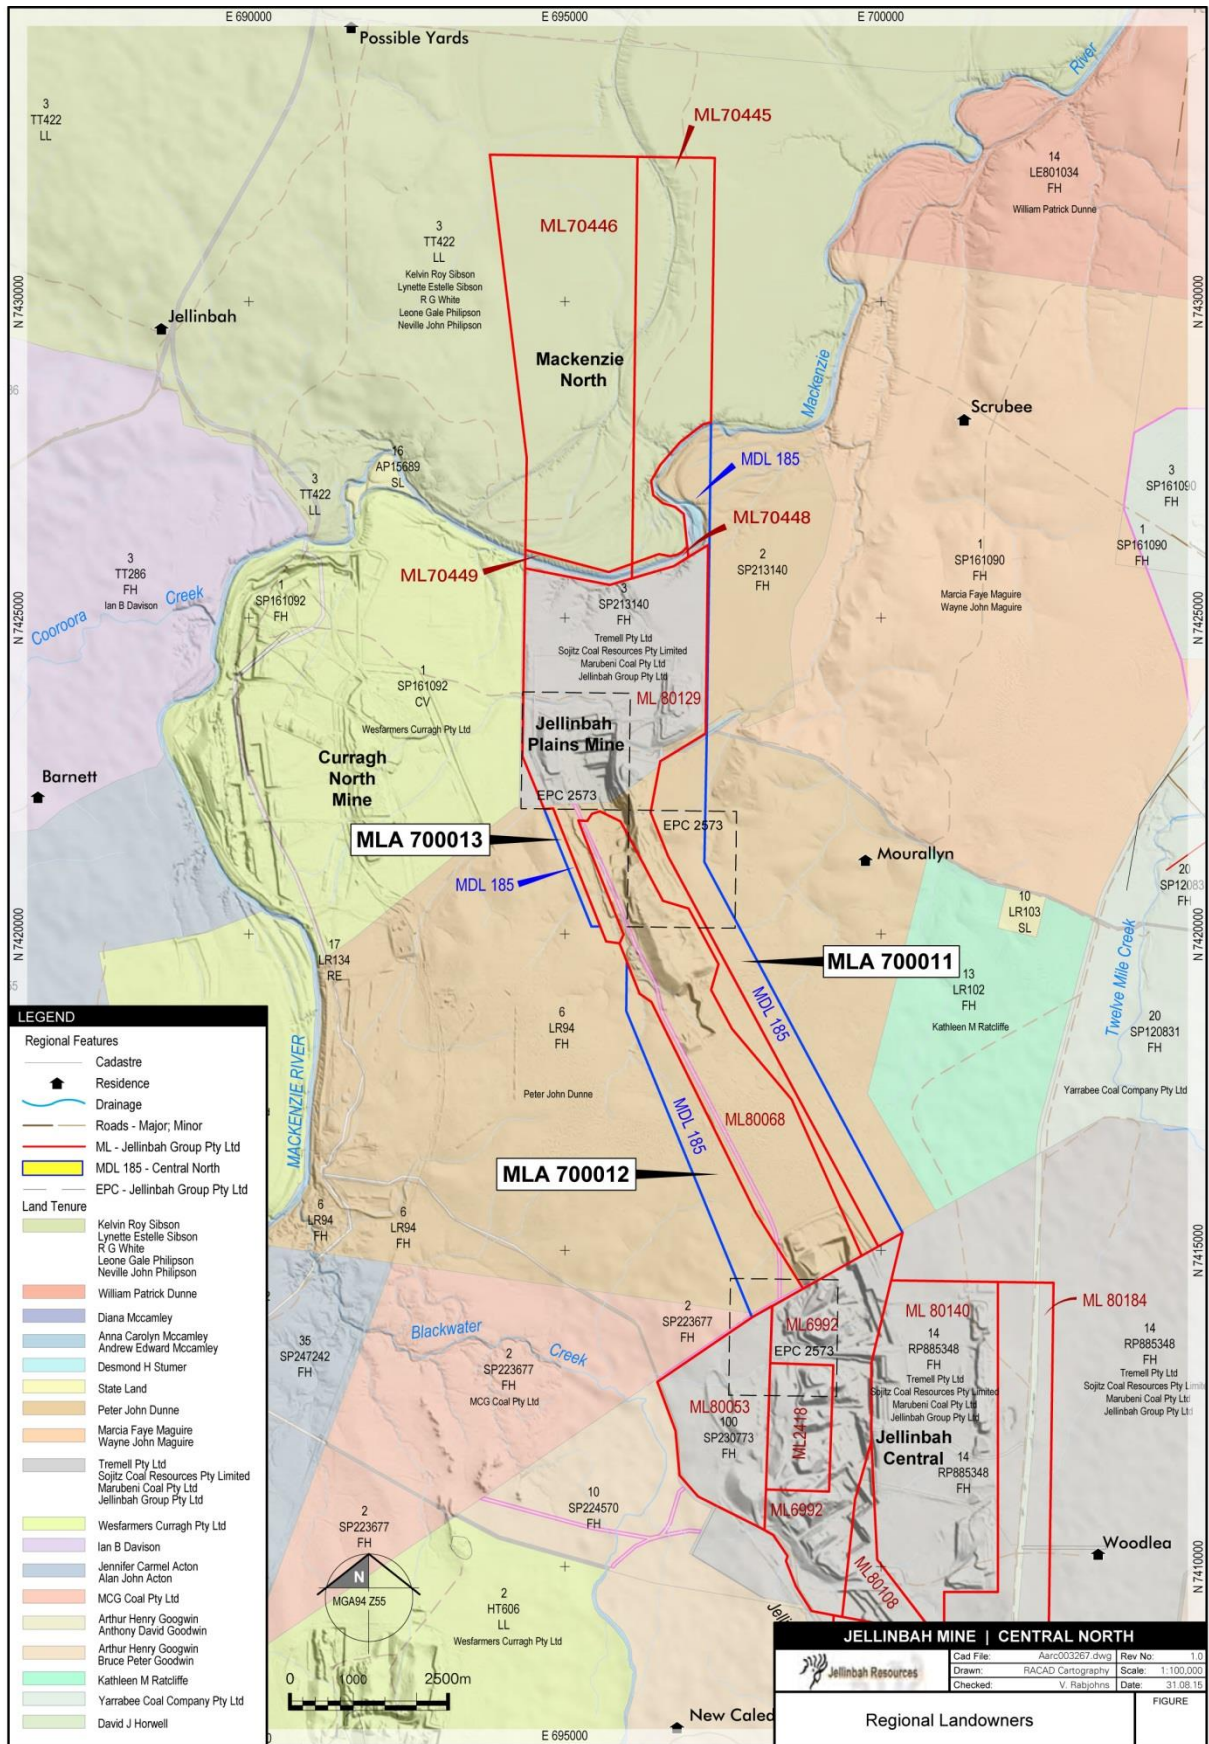 E 690000
E 695000
E 700000
Possible Yards
River
3
TT422
LL
ML70445
14
LE801034
FH
William Patrick Dunne
ML70446
3
TT422
LL
Kelvin Roy Sibson
Lynette Estelle Sibson
R G White
Leone Gale Philipson
Neville John Philipson
N 7430000
N 7430000
Jellinbah
Mackenzie
North
Mackenzie
Scrubee
16
AP15689
SL
MDL 185
3
TT422
LL
3
SP161090
FH
ML70448
1
SP161090
FH
3
TT286
FH
Ian B Davison
Cooroora Creek
1
SP161092
FH
ML70449
2
SP213140
FH
1
SP161090
FH
Marcia Faye Maguire
Wayne John Maguire
3
SP213140
FH
Tremell Pty Ltd
Sojitz Coal Resources Pty Limited
Marubeni Coal Pty Ltd
Jellinbah Group Pty Ltd
N 7425000
N 7425000
1
SP161092
CV
Wesfarmers Curragh Pty Ltd
ML 80129
Jellinbah
Plains Mine
Curragh
North
Mine
Barnett
EPC 2573
EPC 2573
MLA 700013
MDL 185
Mourallyn
20
SP12083
FH
10
LR103
SL
N 7420000
N 7420000
17
LR134
RE
MLA 700011
13
LR102
FH
Kathleen M Ratcliffe
Twelve Mile Creek
20
SP120831
FH
Yarrabee Coal Company Pty Ltd
6
LR94
FH
Peter John Dunne
MDL 185
MDL 185
ML80068
MLA 700012
MACKENZIE RIVER
6
LR94
FH
6
LR94
FH
N 7415000
N 7415000
2
SP223677
FH
ML6992
EPC 2573
ML 80140
ML 80184
14
RP885348
FH
Tremell Pty Ltd
Sojitz Coal Resources Pty Limited
Marubeni Coal Pty Ltd
Jellinbah Group Pty Ltd
14
RP885348
FH
Tremell Pty Ltd
Sojitz Coal Resources Pty Limite
Marubeni Coal Pty Ltd
Jellinbah Group Pty Ltd
Blackwater Creek
35
SP247242
FH
2
SP223677
FH
MCG Coal Pty Ltd
ML80053
100
SP230773
FH
ML2418
Jellinbah
Central
14
RP885348
FH
10
SP224570
FH
ML6992
2
SP223677
FH
ML80108
Woodlea
N 7410000
N 7410000
2
HT606
LL
Wesfarmers Curragh Pty Ltd
N
MGA94 Z55
0 1000 2500m
E 695000
New Caled
LEGEND
Regional Features
Cadastre
Residence
Drainage
Roads - Major; Minor
ML - Jellinbah Group Pty Ltd
MDL 185 - Central North
EPC - Jellinbah Group Pty Ltd
Land Tenure
Kelvin Roy Sibson
Lynette Estelle Sibson
R G White
Leone Gale Philipson
Neville John Philipson
William Patrick Dunne
Diana Mccamley
Anna Carolyn Mccamley
Andrew Edward Mccamley
Desmond H Stumer
State Land
Peter John Dunne
Marcia Faye Maguire
Wayne John Maguire
Tremell Pty Ltd
Sojitz Coal Resources Pty Limited
Marubeni Coal Pty Ltd
Jellinbah Group Pty Ltd
Wesfarmers Curragh Pty Ltd
Ian B Davison
Jennifer Carmel Acton
Alan John Acton
MCG Coal Pty Ltd
Arthur Henry Googwin
Anthony David Goodwin
Arthur Henry Googwin
Bruce Peter Goodwin
Kathleen M Ratcliffe
Yarrabee Coal Company Pty Ltd
David J Horwell
JELLINBAH MINE | CENTRAL NORTH
Jellinbah Resources
Cad File: Aarc003267.dwg Rev No: 1.0
Drawn: RACAD Cartography Scale: 1:100,000
Checked: V. Rabjohns Date: 31.08.15
Regional Landowners
FIGURE